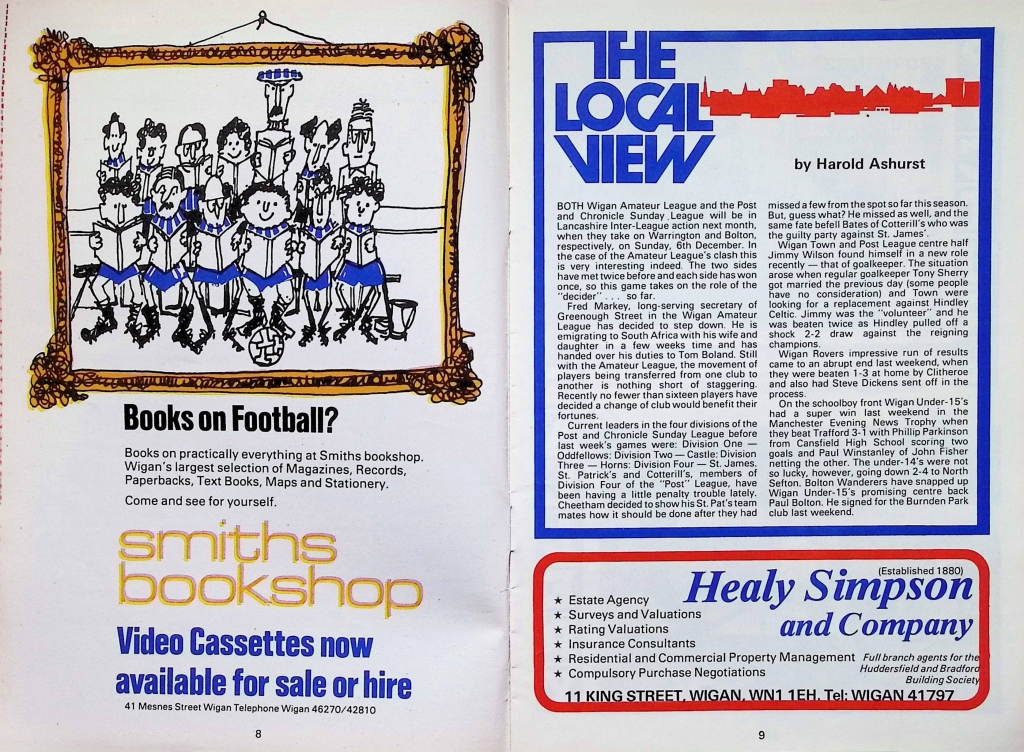 8
Books on Football?
Books on practically everything at Smiths bookshop.
Wigan's largest selection of Magazines, Records,
Paperbacks, Text Books, Maps and Stationery.
Come and see for yourself.
smiths
bookshop
Video Cassettes now
available for sale or hire
41 Mesnes Street Wigan Telephone Wigan 46270/42810
8
THE
LOCAL
VIEW
by Harold Ashurst
BOTH Wigan Amateur League and the Post
and Chronicle Sunday League will be in
Lancashire Inter-League action next month,
when they take on Warrington and Bolton,
respectively, on Sunday, 6th December. In
the case of the Amateur League's clash this
is very interesting indeed. The two sides
have met twice before and each side has won
once, so this game takes on the role of the
"decider" . . . so far.
Fred Markey, long-serving secretary of
Greenough Street in the Wigan Amateur
League has decided to step down. He is
emigrating to South Africa with his wife and
daughter in a few weeks time and has
handed over his duties to Tom Boland. Still
with the Amateur League, the movement of
players being transferred from one club to
another is nothing short of staggering.
Recently no fewer than sixteen players have
decided a change of club would benefit their
fortunes.
Current leaders in the four divisions of the
Post and Chronicle Sunday League before
last week's games were: Division One —
Oddfellows: Division Two — Castle: Division
Three — Horns: Division Four — St. James.
St. Patrick's and Cotterill's, members of
Division Four of the "Post" League, have
been having a little penalty trouble lately.
Cheetham decided to show his St. Pat's team
mates how it should be done after they had
missed a few from the spot so far this season.
But, guess what? He missed as well, and the
same fate befell Bates of Cotterill's who was
the guilty party against St. James'.
Wigan Town and Post League centre half
Jimmy Wilson found himself in a new role
recently — that of goalkeeper. The situation
arose when regular goalkeeper Tony Sherry
got married the previous day (some people
have no consideration) and Town were
looking for a replacement against Hindley
Celtic. Jimmy was the "volunteer" and he
was beaten twice as Hindley pulled off a
shock 2-2 draw against the reigning
champions.
Wigan Rovers impressive run of results
came to an abrupt end last weekend, when
they were beaten 1-3 at home by Clitheroe
and also had Steve Dickens sent off in the
process.
On the schoolboy front Wigan Under-15's
had a super win last weekend in the
Manchester Evening News Trophy when
they beat Trafford 3-1 with Phillip Parkinson
from Cansfield High School scoring two
goals and Paul Winstanley of John Fisher
netting the other. The under-14's were not
so lucky, however, going down 2-4 to North
Sefton. Bolton Wanderers have snapped up
Wigan Under-15's promising centre back
Paul Bolton. He signed for the Burnden Park
club last weekend.
(Established 1880)
Healy Simpson
and Company
★ Estate Agency
★ Surveys and Valuations
★ Rating Valuations
★ Insurance Consultants
★ Residential and Commercial Property Management
★ Compulsory Purchase Negotiations
Full branch agents for the
Huddersfield and Bradford
Building Society
11 KING STREET, WIGAN, WN1 1EH. Tel: WIGAN 41797
9